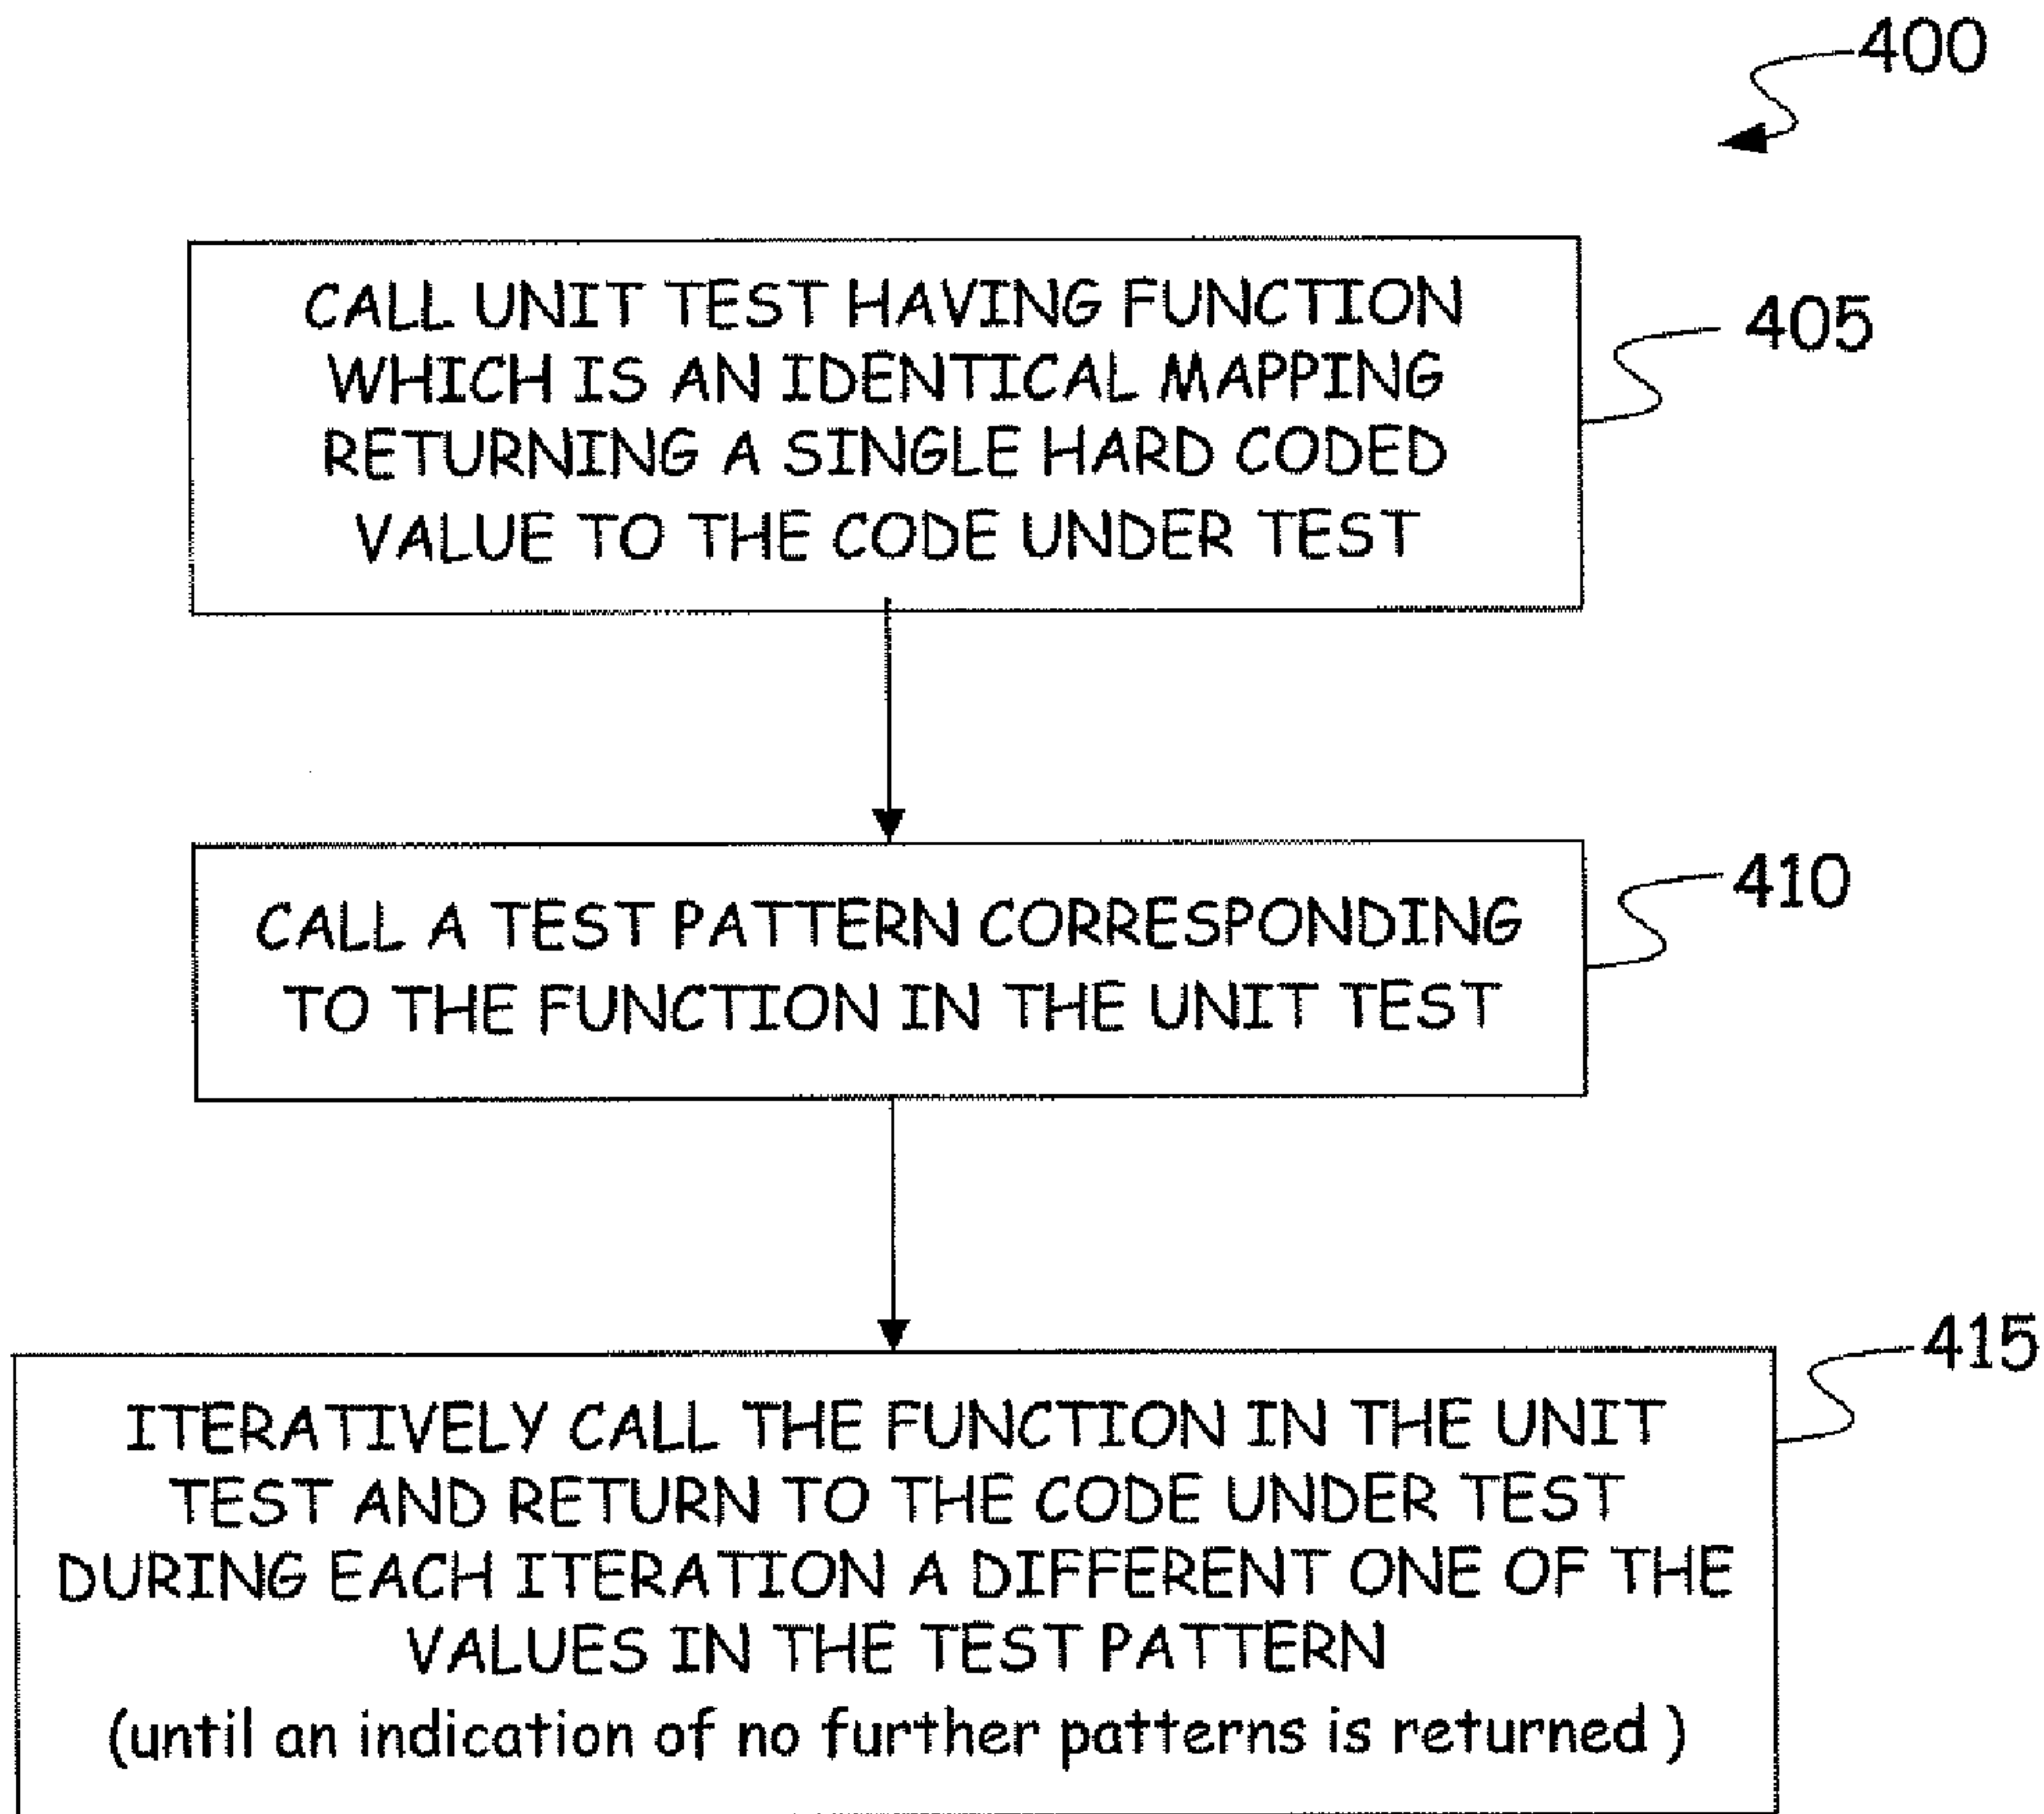 400
CALL UNIT TEST HAVING FUNCTION
WHICH IS AN IDENTICAL MAPPING
RETURNING A SINGLE HARD CODED
VALUE TO THE CODE UNDER TEST
405
CALL A TEST PATTERN CORRESPONDING
TO THE FUNCTION IN THE UNIT TEST
410
ITERATIVELY CALL THE FUNCTION IN THE UNIT
TEST AND RETURN TO THE CODE UNDER TEST
DURING EACH ITERATION A DIFFERENT ONE OF THE
VALUES IN THE TEST PATTERN
(until an indication of no further patterns is returned )
415